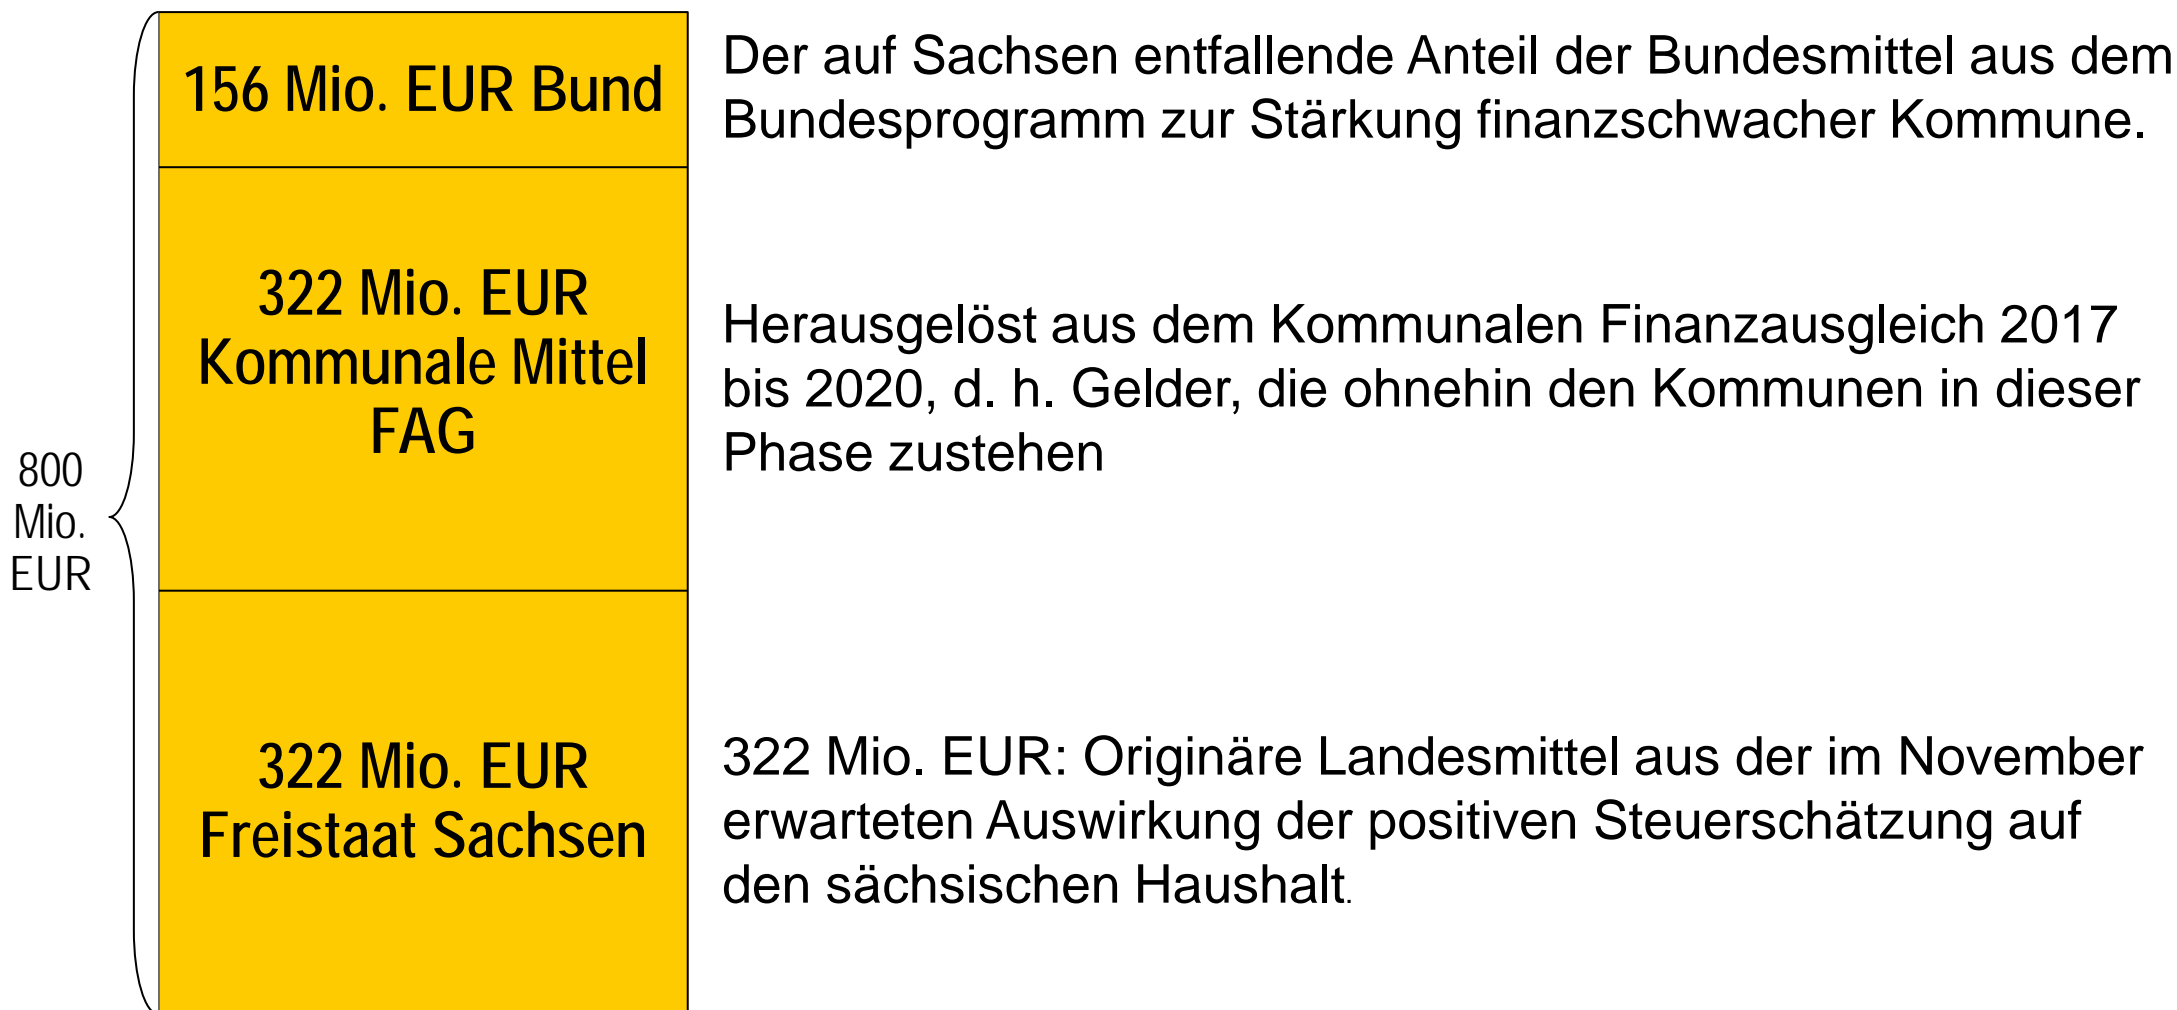 800
Mio.
EUR
156 Mio. EUR Bund
Der auf Sachsen entfallende Anteil der Bundesmittel aus dem
Bundesprogramm zur Stärkung finanzschwacher Kommune.
322 Mio. EUR
Kommunale Mittel
FAG
Herausgelöst aus dem Kommunalen Finanzausgleich 2017
bis 2020, d. h. Gelder, die ohnehin den Kommunen in dieser
Phase zustehen
322 Mio. EUR
Freistaat Sachsen
322 Mio. EUR: Originäre Landesmittel aus der im November
erwarteten Auswirkung der positiven Steuerschätzung auf
den sächsischen Haushalt.